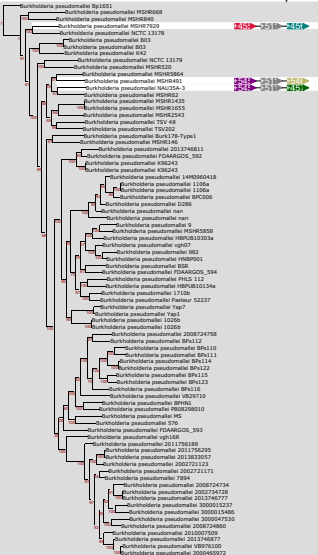 Burkholderia pseudomallei Bp1651
Burkholderia pseudomallei MSHR668
Burkholderia pseudomallei MSHR840
Burkholderia pseudomallei MSHR7929
Burkholderia pseudomallei NCTC 13178
Burkholderia pseudomallei B03
Burkholderia pseudomallei B03
Burkholderia pseudomallei K42
Burkholderia pseudomallei NCTC 13179
Burkholderia pseudomallei MSHR520
Burkholderia pseudomallei MSHR5864
Burkholderia pseudomallei MSHR491
Burkholderia pseudomallei NAU35A-3
Burkholderia pseudomallei MSHR62
Burkholderia pseudomallei MSHR1435
Burkholderia pseudomallei MSHR1655
Burkholderia pseudomallei MSHR2543
Burkholderia pseudomallei TSV 48
Burkholderia pseudomallei TSV202
Burkholderia pseudomallei Burk178-Type1
Burkholderia pseudomallei MSHR146
Burkholderia pseudomallei 2013746811
Burkholderia pseudomallei FDAARGOS_592
Burkholderia pseudomallei K96243
Burkholderia pseudomallei K96243
Burkholderia pseudomallei 14M0960418
Burkholderia pseudomallei 1106a
Burkholderia pseudomallei 1106a
Burkholderia pseudomallei BPC006
Burkholderia pseudomallei D286
Burkholderia pseudomallei nan
Burkholderia pseudomallei nan
Burkholderia pseudomallei 9
Burkholderia pseudomallei MSHR5858
Burkholderia pseudomallei HBPUB10303a
Burkholderia pseudomallei vgh07
Burkholderia pseudomallei 982
Burkholderia pseudomallei HNBP001
Burkholderia pseudomallei BSR
Burkholderia pseudomallei FDAARGOS_594
Burkholderia pseudomallei PHLS 112
Burkholderia pseudomallei HBPUB10134a
Burkholderia pseudomallei 1710b
Burkholderia pseudomallei Pasteur 52237
Burkholderia pseudomallei Yap7
Burkholderia pseudomallei Yap1
Burkholderia pseudomallei 1026b
Burkholderia pseudomallei 1026b
Burkholderia pseudomallei 2008724758
Burkholderia pseudomallei BPs112
Burkholderia pseudomallei BPs110
Burkholderia pseudomallei BPs111
Burkholderia pseudomallei BPs114
Burkholderia pseudomallei BPs122
Burkholderia pseudomallei BPs115
Burkholderia pseudomallei BPs123
Burkholderia pseudomallei BPs116
Burkholderia pseudomallei VB29710
Burkholderia pseudomallei BPHN1
Burkholderia pseudomallei PB08298010
Burkholderia pseudomallei MS
Burkholderia pseudomallei 576
Burkholderia pseudomallei FDAARGOS_593
Burkholderia pseudomallei vgh16R
Burkholderia pseudomallei 2011756189
Burkholderia pseudomallei 2011756295
Burkholderia pseudomallei 2013833057
Burkholderia pseudomallei 2002721123
Burkholderia pseudomallei 2002721171
Burkholderia pseudomallei 7894
Burkholderia pseudomallei 2008724734
Burkholderia pseudomallei 2002734728
Burkholderia pseudomallei 2013746777
Burkholderia pseudomallei 3000015237
Burkholderia pseudomallei 3000015486
Burkholderia pseudomallei 3000047530
Burkholderia pseudomallei 2008724860
Burkholderia pseudomallei 2010007509
Burkholderia pseudomallei 2013746877
Burkholderia pseudomallei VB976100
Burkholderia pseudomallei 3000465972